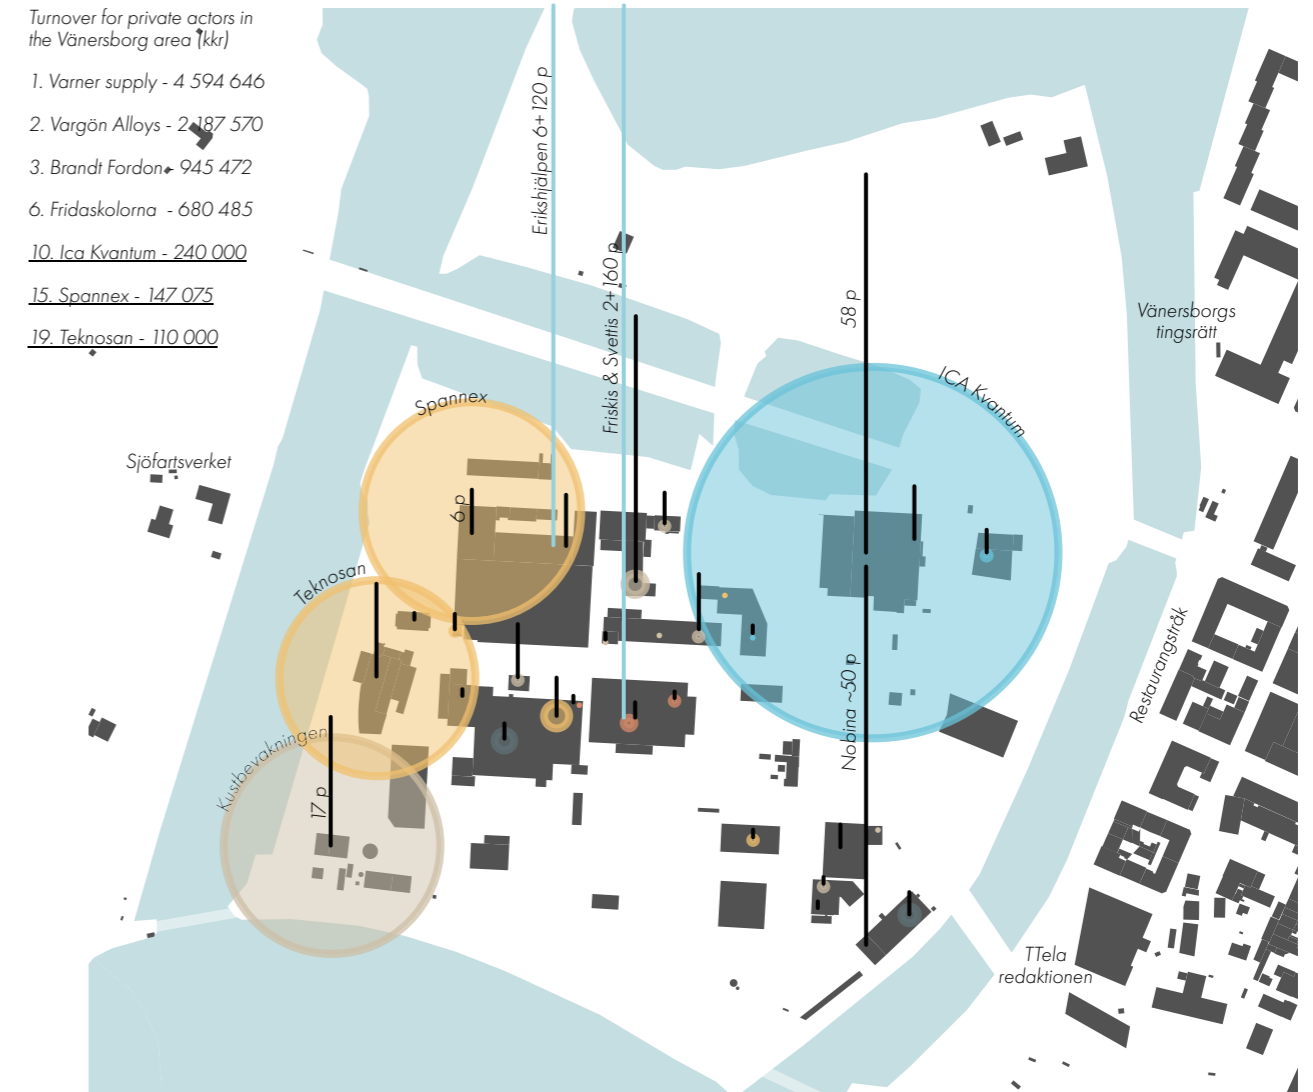 Turnover for private actors in
the Vänersborg area (kkr)
1. Varner supply - 4 594 646
2. Vargön Alloys - 2 187 570
3. Brandt Fordon - 945 472
6. Fridaskolorna - 680 485
10. Ica Kvantum - 240 000
15. Spannex - 147 075
19. Teknosan - 110 000
Erikshjälpen 6+120 p
Friskis & Svettis 2+160 p
58 p
Vänersborgs
tingsrätt
ICA Kvantum
Spannex
6 p
Sjöfartsverket
Teknosan
Restaurangstråk
Nobina ~50 p
Kustbevakningen
17 p
TTela
redaktionen